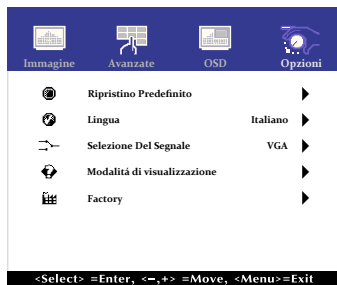 Immagine Avanzate OSD Opzioni
Ripristino Predefinito
Lingua Italiano
Selezione Del Segnale VGA
Modalitá di visualizzazione
Factory
<Select> =Enter, <–,+> =Move, <Menu>=Exit